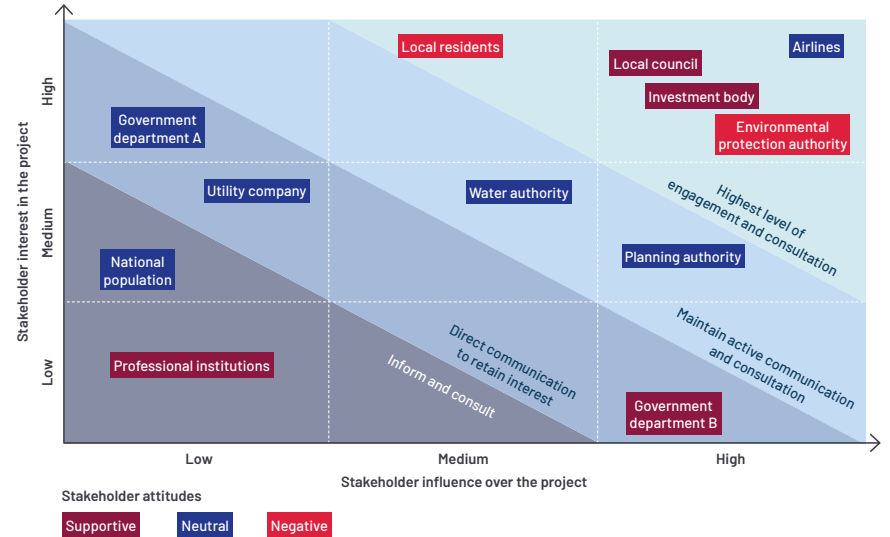 Stakeholder interest in the project
High
Medium
Low
Local residents
Local council
Airlines
Investment body
Environmental
protection authority
Government
department A
Utility company
Water authority
Highest level of
engagement and consultation
National
population
Planning authority
Professional institutions
Inform and consult
Direct communication
to retain interest
Maintain active communication
and consultation
Government
department B
Low
Medium
High
Stakeholder influence over the project
Stakeholder attitudes
Supportive
Neutral
Negative